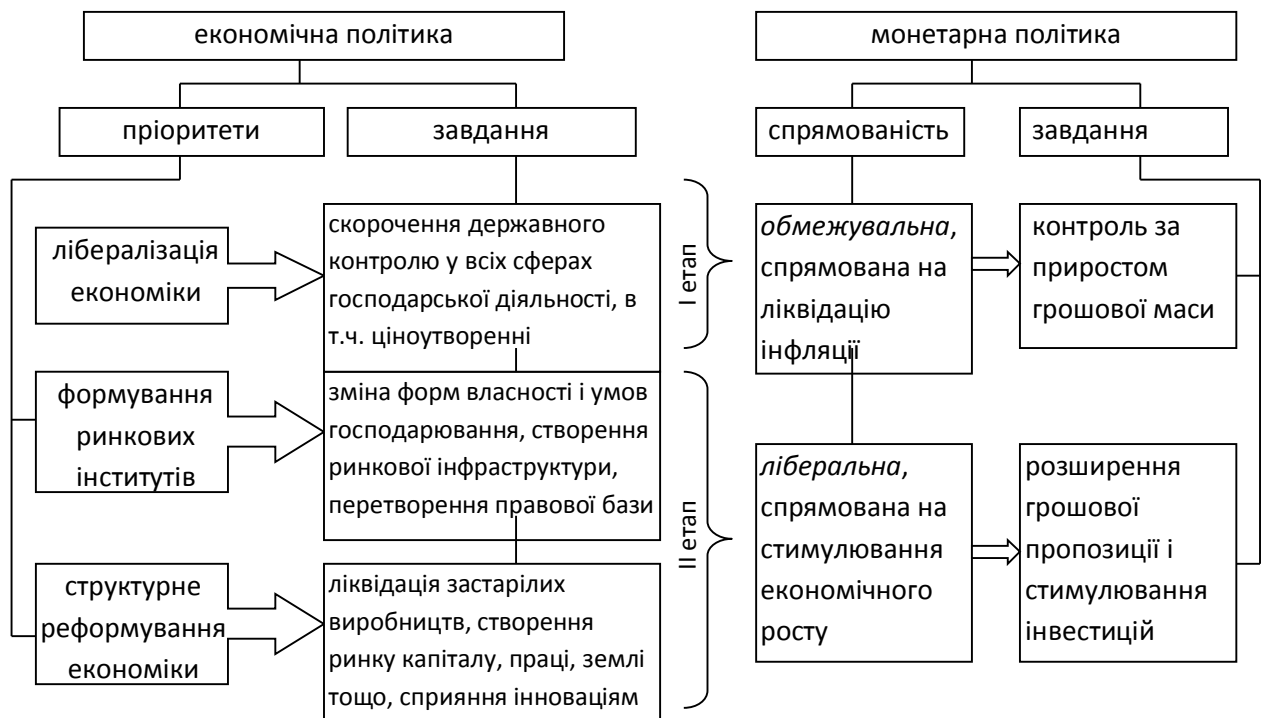 економічна політика
монетарна політика
пріоритети
завдання
спрямованість
завдання
лібералізація
економіки
скорочення державного
контролю у всіх сферах
господарської діяльності, в
т.ч. ціноутворенні
І етап
обмежувальна,
спрямована на
ліквідацію
інфляції
контроль за
приростом
грошової маси
формування
ринкових
інститутів
зміна форм власності і умов
господарювання, створення
ринкової інфраструктури,
перетворення правової бази
ІІ етап
ліберальна,
спрямована на
стимулювання
економічного
росту
розширення
грошової
пропозиції і
стимулювання
інвестицій
структурне
реформування
економіки
ліквідація застарілих
виробництв, створення
ринку капіталу, праці, землі
тощо, сприяння інноваціям